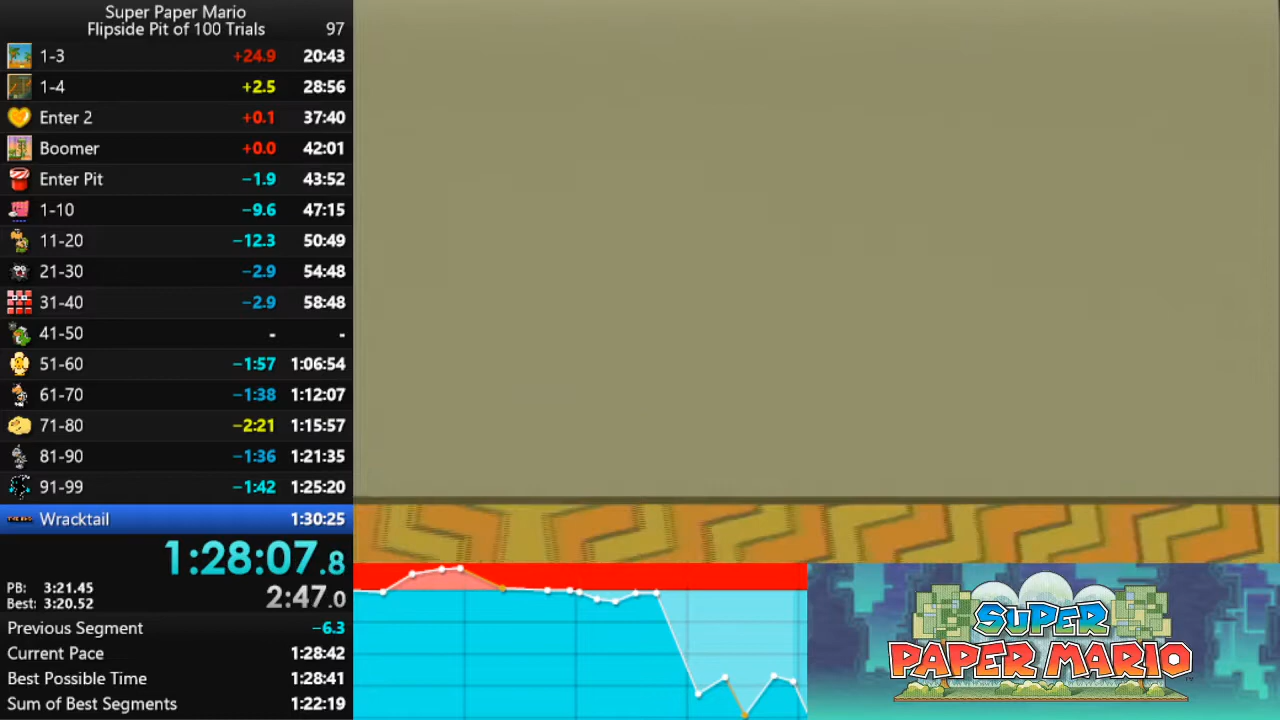 Super Paper Mario
Flipside Pit of 100 Trials 97
1-3 +24.9 20:43
1-4 +2.5 28:56
Enter 2 +0.1 37:40
Boomer +0.0 42:01
Enter Pit −1.9 43:52
1-10 −9.6 47:15
11-20 −12.3 50:49
21-30 −2.9 54:48
31-40 −2.9 58:48
41-50 - -
51-60 −1:57 1:06:54
61-70 −1:38 1:12:07
71-80 −2:21 1:15:57
81-90 −1:36 1:21:35
91-99 −1:42 1:25:20
Wracktail 1:30:25
1:28:07.8
PB: 3:21.45
Best: 3:20.52
2:47.0
Previous Segment −6.3
Current Pace 1:28:42
Best Possible Time 1:28:41
Sum of Best Segments 1:22:19
SUPER
PAPER MARIO